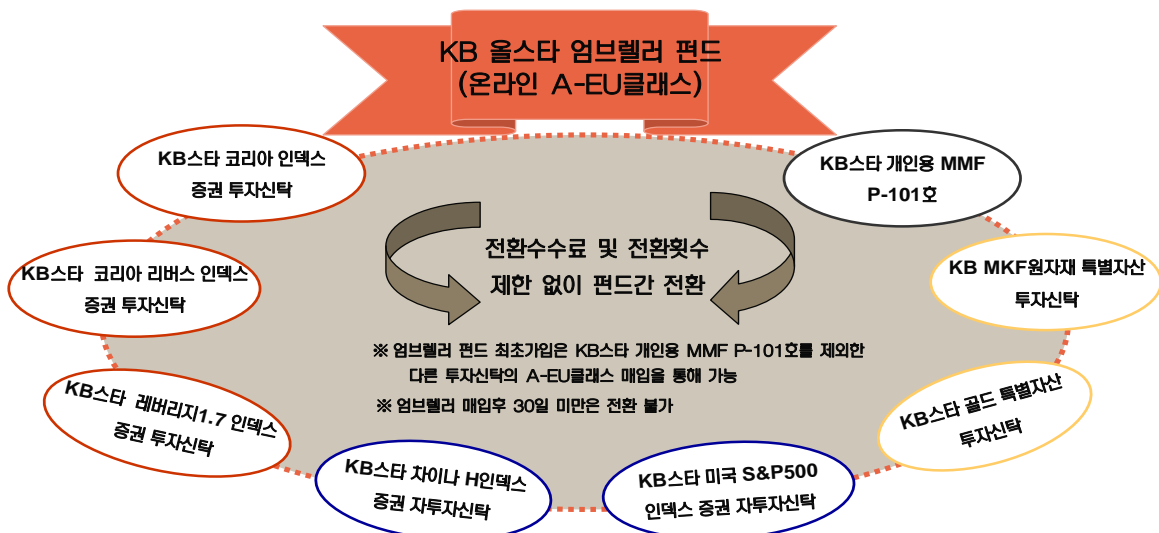 KB 올스타 엄브렐러 펀드
(온라인 A-EU클래스)
KB스타 코리아 인덱스
증권 투자신탁
KB스타 개인용 MMF
P-101호
KB스타 코리아 리버스 인덱스
증권 투자신탁
전환수수료 및 전환횟수
제한 없이 펀드간 전환
KB MKF원자재 특별자산
투자신탁
※ 엄브렐러 펀드 최초가입은 KB스타 개인용 MMF P-101호를 제외한
다른 투자신탁의 A-EU클래스 매입을 통해 가능
※ 엄브렐러 매입후 30일 미만은 전환 불가
KB스타 레버리지1.7 인덱스
증권 투자신탁
KB스타 골드 특별자산
투자신탁
KB스타 차이나 H인덱스
증권 자투자신탁
KB스타 미국 S&P500
인덱스 증권 자투자신탁